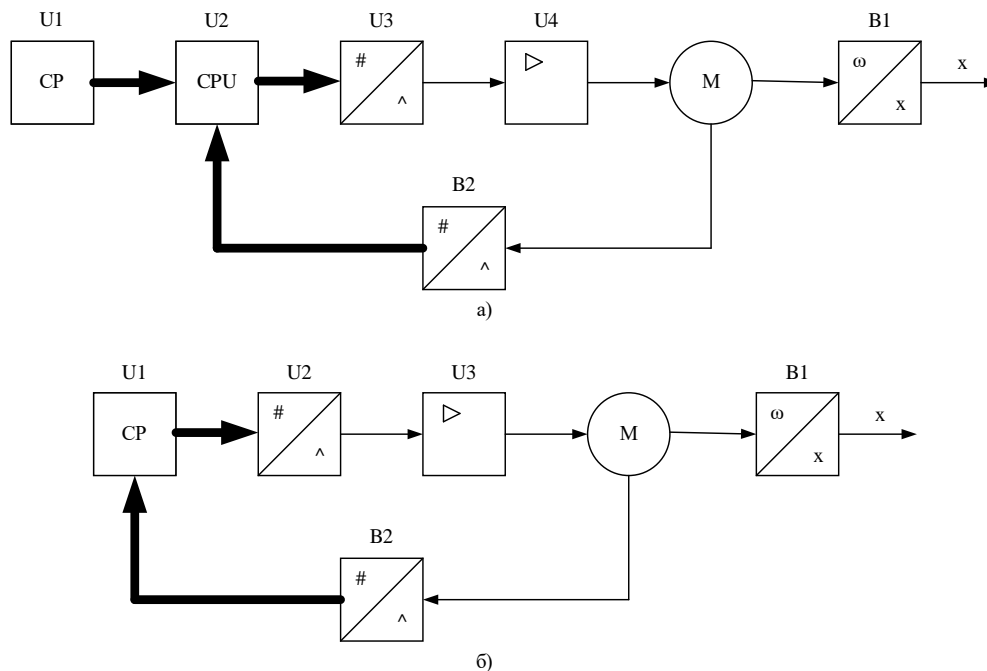 U1 U2 U3 U4 B1
CP CPU # ^ ▷ M ω x x
B2
# ^
а)
U1 U2 U3 B1
CP # ^ ▷ M ω x x
B2
# ^
б)